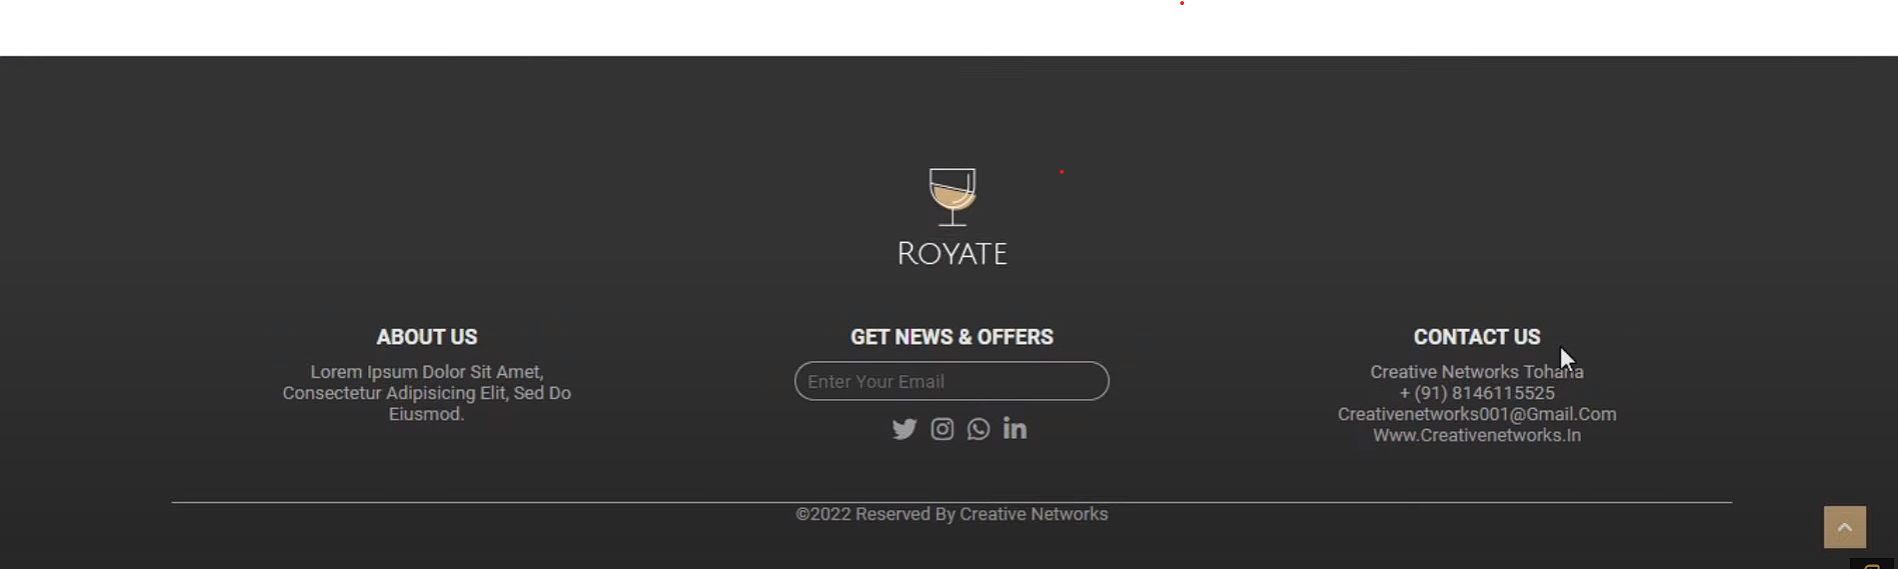 ROYATE
ABOUT US
Lorem Ipsum Dolor Sit Amet,
Consectetur Adipisicing Elit, Sed Do
Eiusmod.
GET NEWS & OFFERS
Enter Your Email
CONTACT US
Creative Networks Tohana
+ (91) 8146115525
Creativenetworks001@Gmail.Com
Www.Creativenetworks.In
©2022 Reserved By Creative Networks